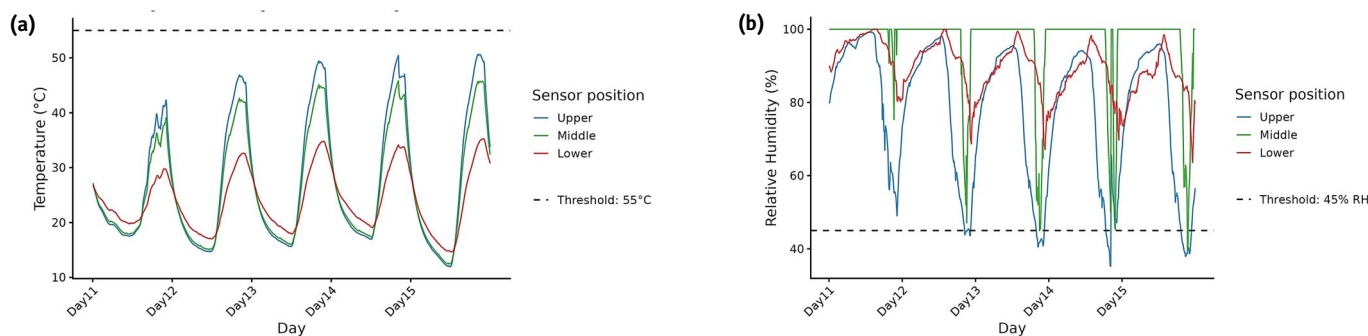 (a)
50
40
30
20
10
Temperature (°C)
Day11
Day12
Day13
Day14
Day15
Day
Sensor position
Upper
Middle
Lower
Threshold: 55°C
(b)
100
80
60
40
Relative Humidity (%)
Day11
Day12
Day13
Day14
Day15
Day
Sensor position
Upper
Middle
Lower
Threshold: 45% RH